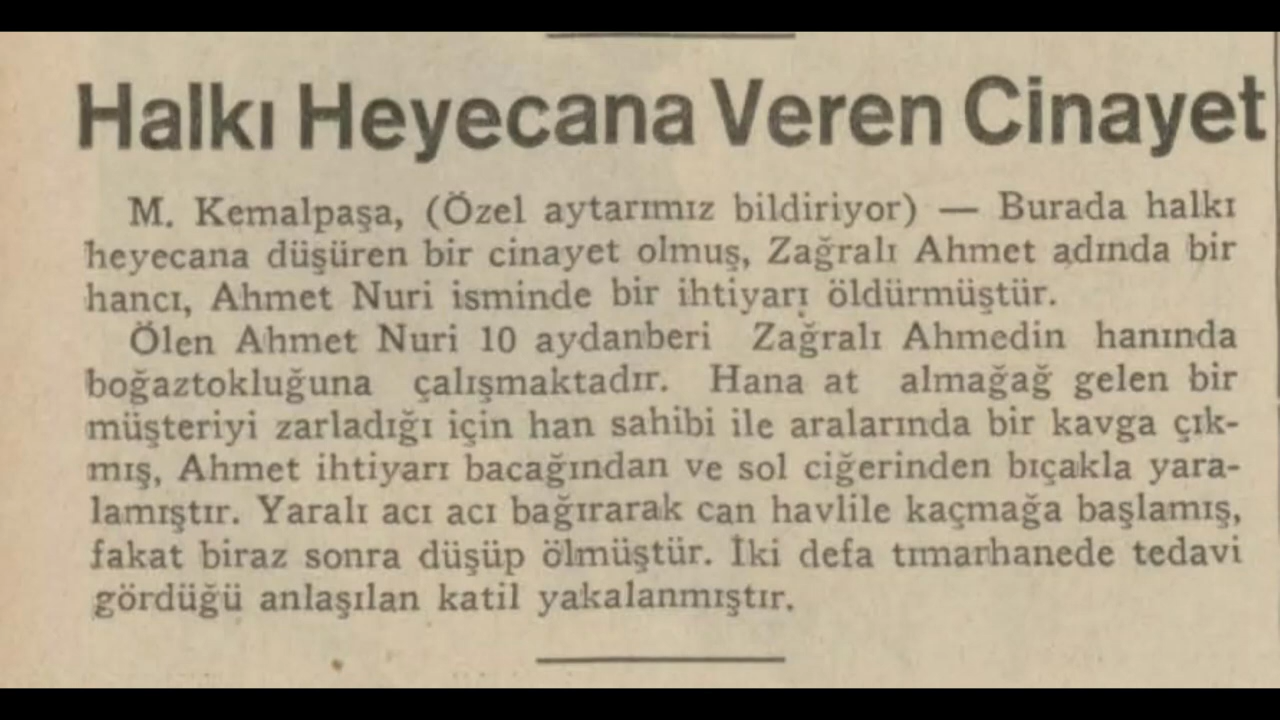 Halkı Heyecana Veren Cinayet
M. Kemalpaşa, (Özel aytarımız bildiriyor) — Burada halkı
heyecana düşüren bir cinayet olmuş, Zağralı Ahmet adında bir
hancı, Ahmet Nuri isminde bir ihtiyarı öldürmüştür.
Ölen Ahmet Nuri 10 aydanberi Zağralı Ahmedin hanında
boğaztokluğuna çalışmaktadır. Hana at almağağ gelen bir
müşteriyi zarladığı için han sahibi ile aralarında bir kavga çık-
mış, Ahmet ihtiyarı bacağından ve sol ciğerinden bıçakla yara-
lamıştır. Yaralı acı acı bağırarak can havlile kaçmağa başlamış,
fakat biraz sonra düşüp ölmüştür. İki defa tımarhanede tedavi
gördüğü anlaşılan katil yakalanmıştır.